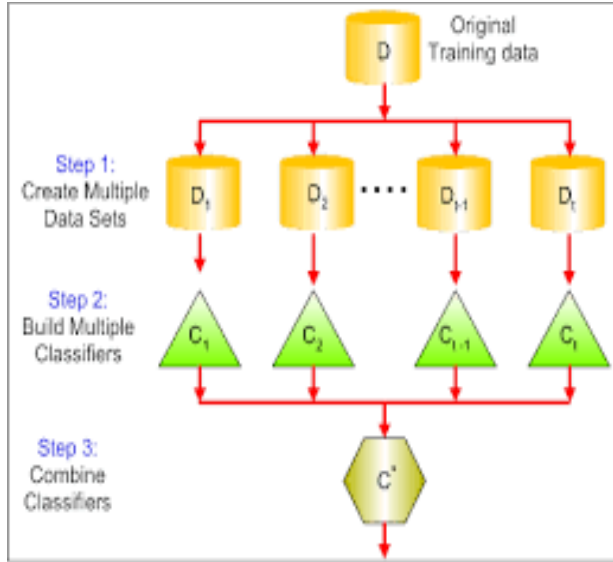 Original
Training data
D
Step 1:
Create Multiple
Data Sets
D1
D2
....
Dt-1
Dt
Step 2:
Build Multiple
Classifiers
C1
C2
Ct-1
Ct
Step 3:
Combine
Classifiers
C*